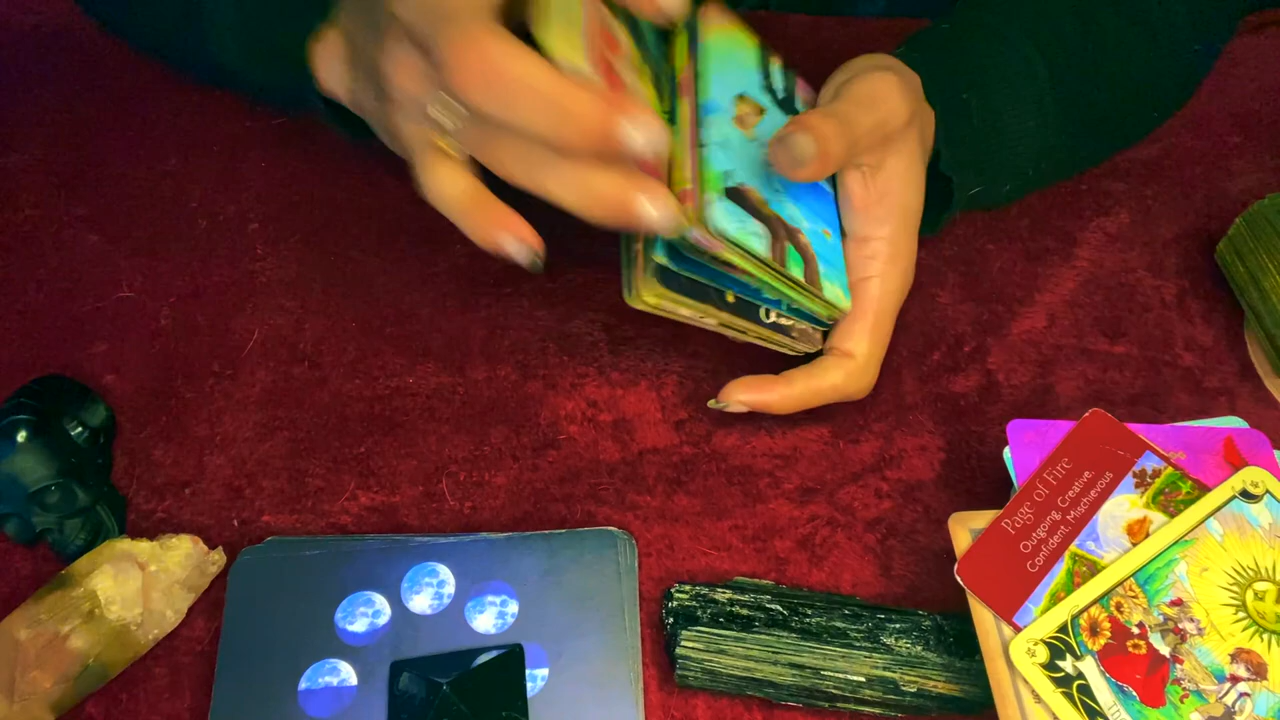 Page of Fire
Outgoing, Creative,
Confident, Mischievous